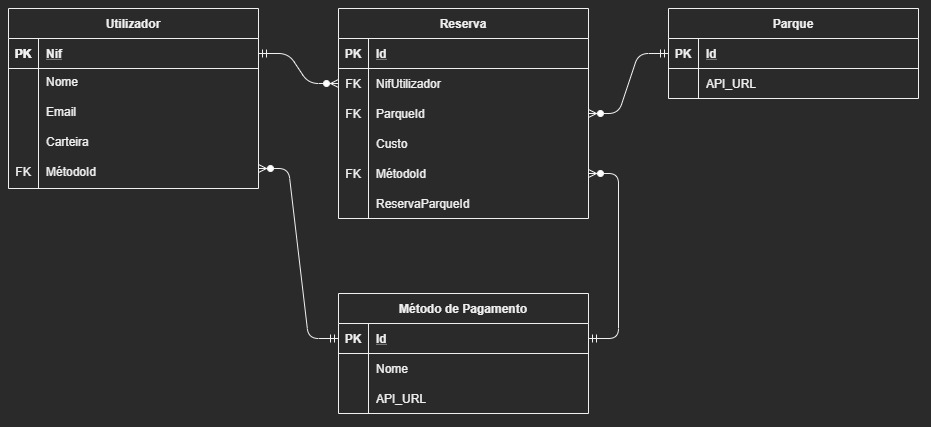 Utilizador
PK Nif
Nome
Email
Carteira
FK MétodoId
Reserva
PK Id
FK NifUtilizador
FK ParqueId
Custo
FK MétodoId
ReservaParqueId
Parque
PK Id
API_URL
Método de Pagamento
PK Id
Nome
API_URL